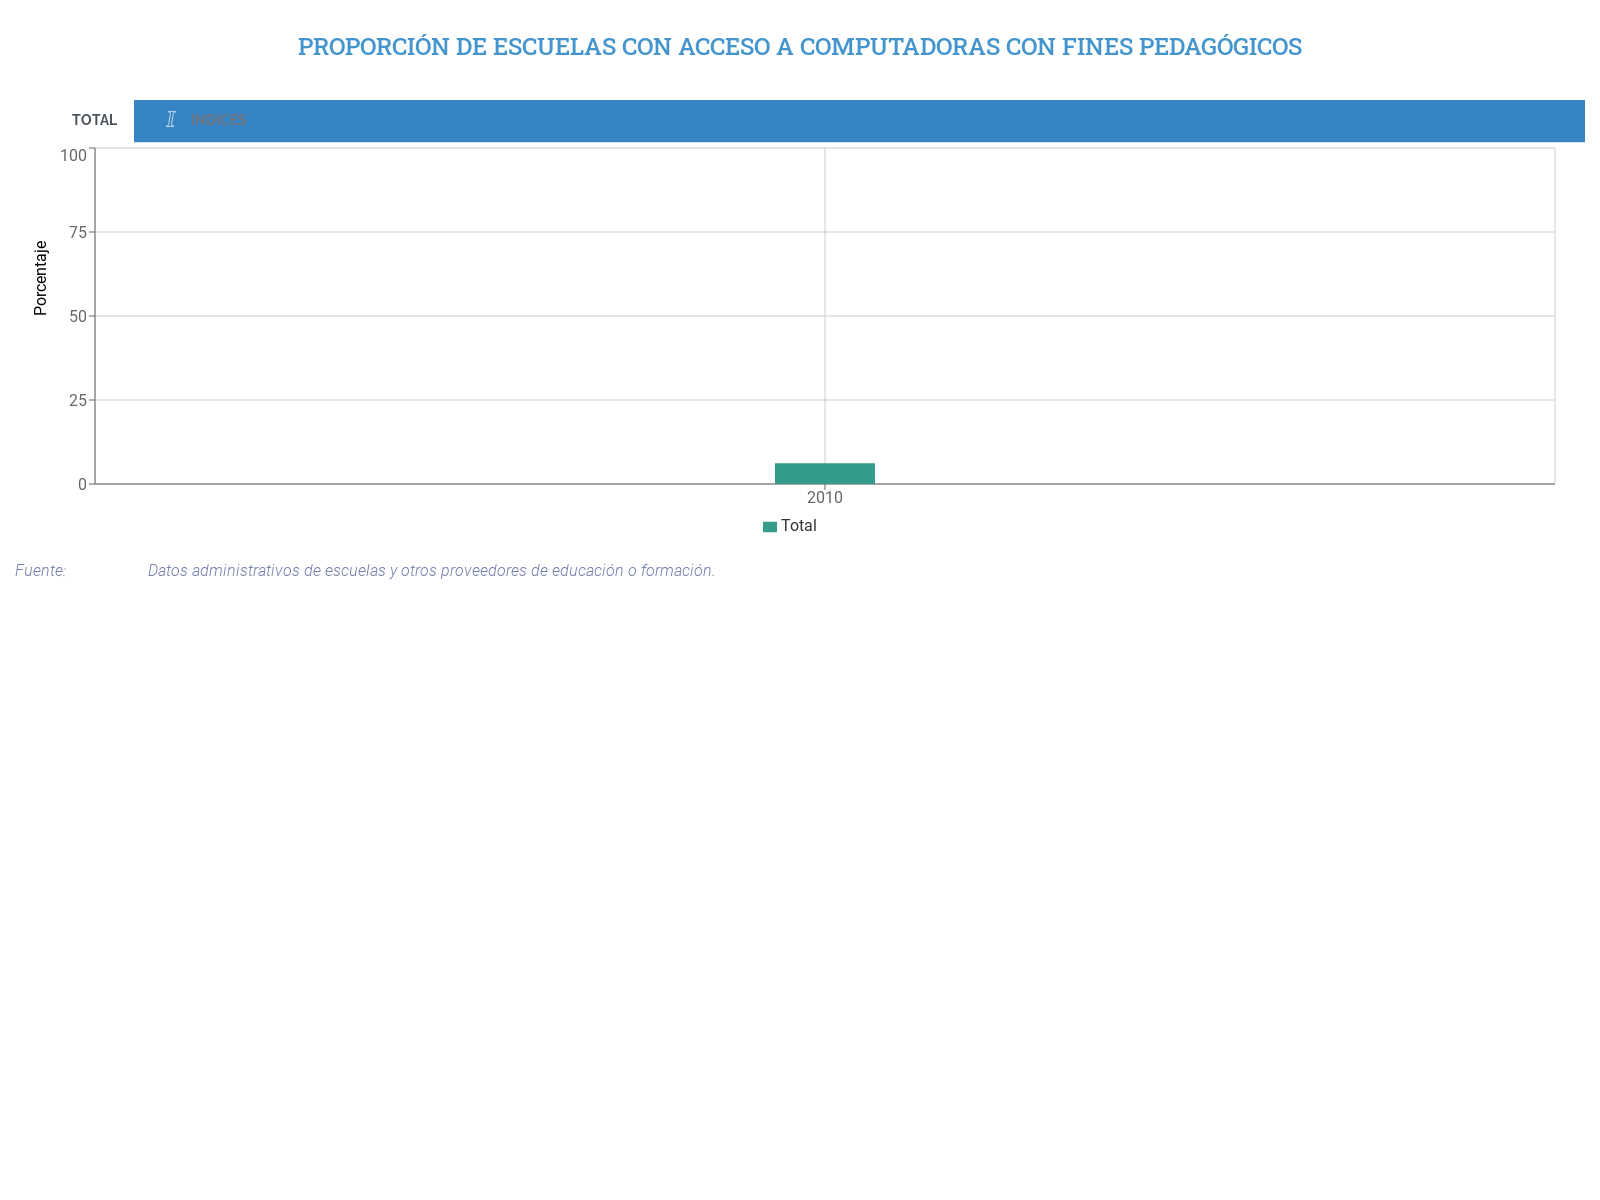 PROPORCIÓN DE ESCUELAS CON ACCESO A COMPUTADORAS CON FINES PEDAGÓGICOS
TOTAL
I INDICES
100
75
50
25
0
Porcentaje
2010
Total
Fuente: Datos administrativos de escuelas y otros proveedores de educación o formación.